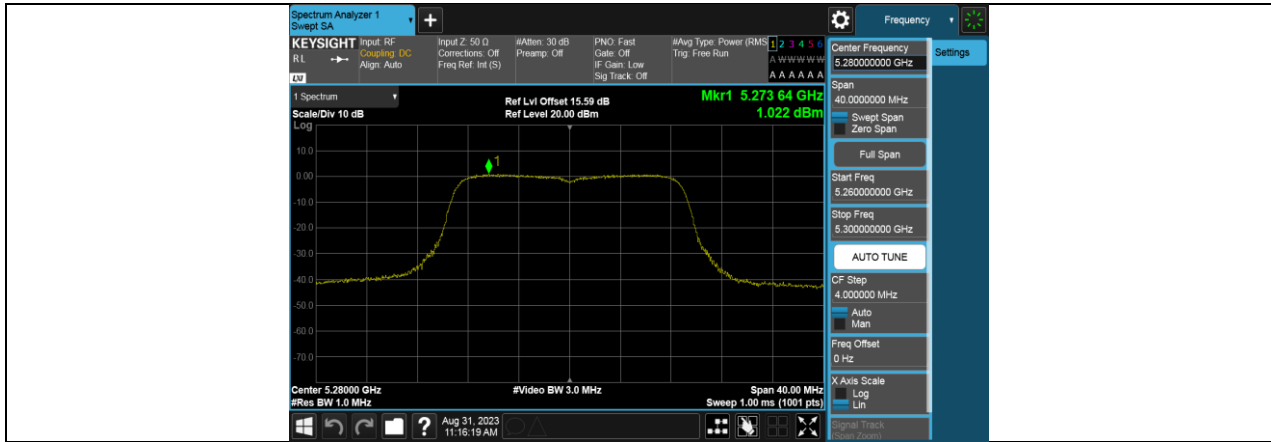 Spectrum Analyzer 1
Swept SA
+
Frequency
KEYSIGHT
RL
LXI
Input: RF
Coupling: DC
Align: Auto
Input Z: 50 Ω
Corrections: Off
Freq Ref: Int (S)
#Atten: 30 dB
Preamp: Off
PNO: Fast
Gate: Off
IF Gain: Low
Sig Track: Off
#Avg Type: Power (RMS
Trig: Free Run
1 2 3 4 5 6
A W W W W W
A A A A A A
1 Spectrum
Scale/Div 10 dB
Ref Lvl Offset 15.59 dB
Ref Level 20.00 dBm
Mkr1 5.273 64 GHz
1.022 dBm
Log
10.0
0.00
-10.0
-20.0
-30.0
-40.0
-50.0
-60.0
-70.0
1
Center 5.28000 GHz
#Res BW 1.0 MHz
#Video BW 3.0 MHz
Span 40.00 MHz
Sweep 1.00 ms (1001 pts)
?
Aug 31, 2023
11:16:19 AM
Center Frequency
5.280000000 GHz
Settings
Span
40.0000000 MHz
Swept Span
Zero Span
Full Span
Start Freq
5.260000000 GHz
Stop Freq
5.300000000 GHz
AUTO TUNE
CF Step
4.000000 MHz
Auto
Man
Freq Offset
0 Hz
X Axis Scale
Log
Lin
Signal Track
(Span Zoom)